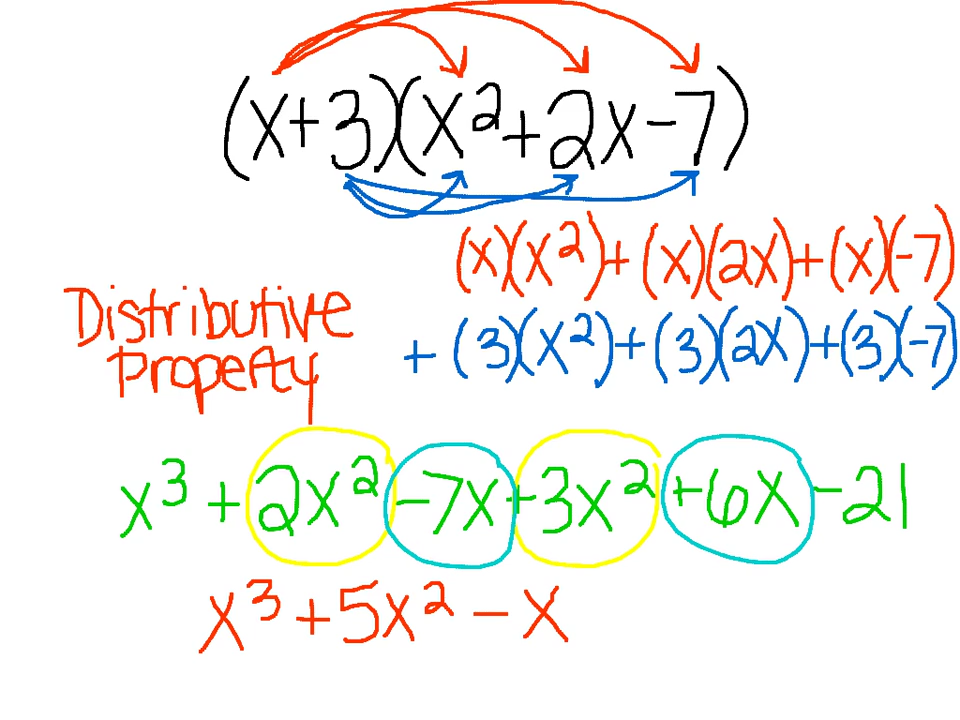 (x+3)(x²+2x-7)
(x)(x²)+(x)(2x)+(x)(-7)
Distributive
Property
+(3)(x²)+(3)(2x)+(3)(-7)
x³+2x²-7x+3x²+6x-21
x³+5x²-x